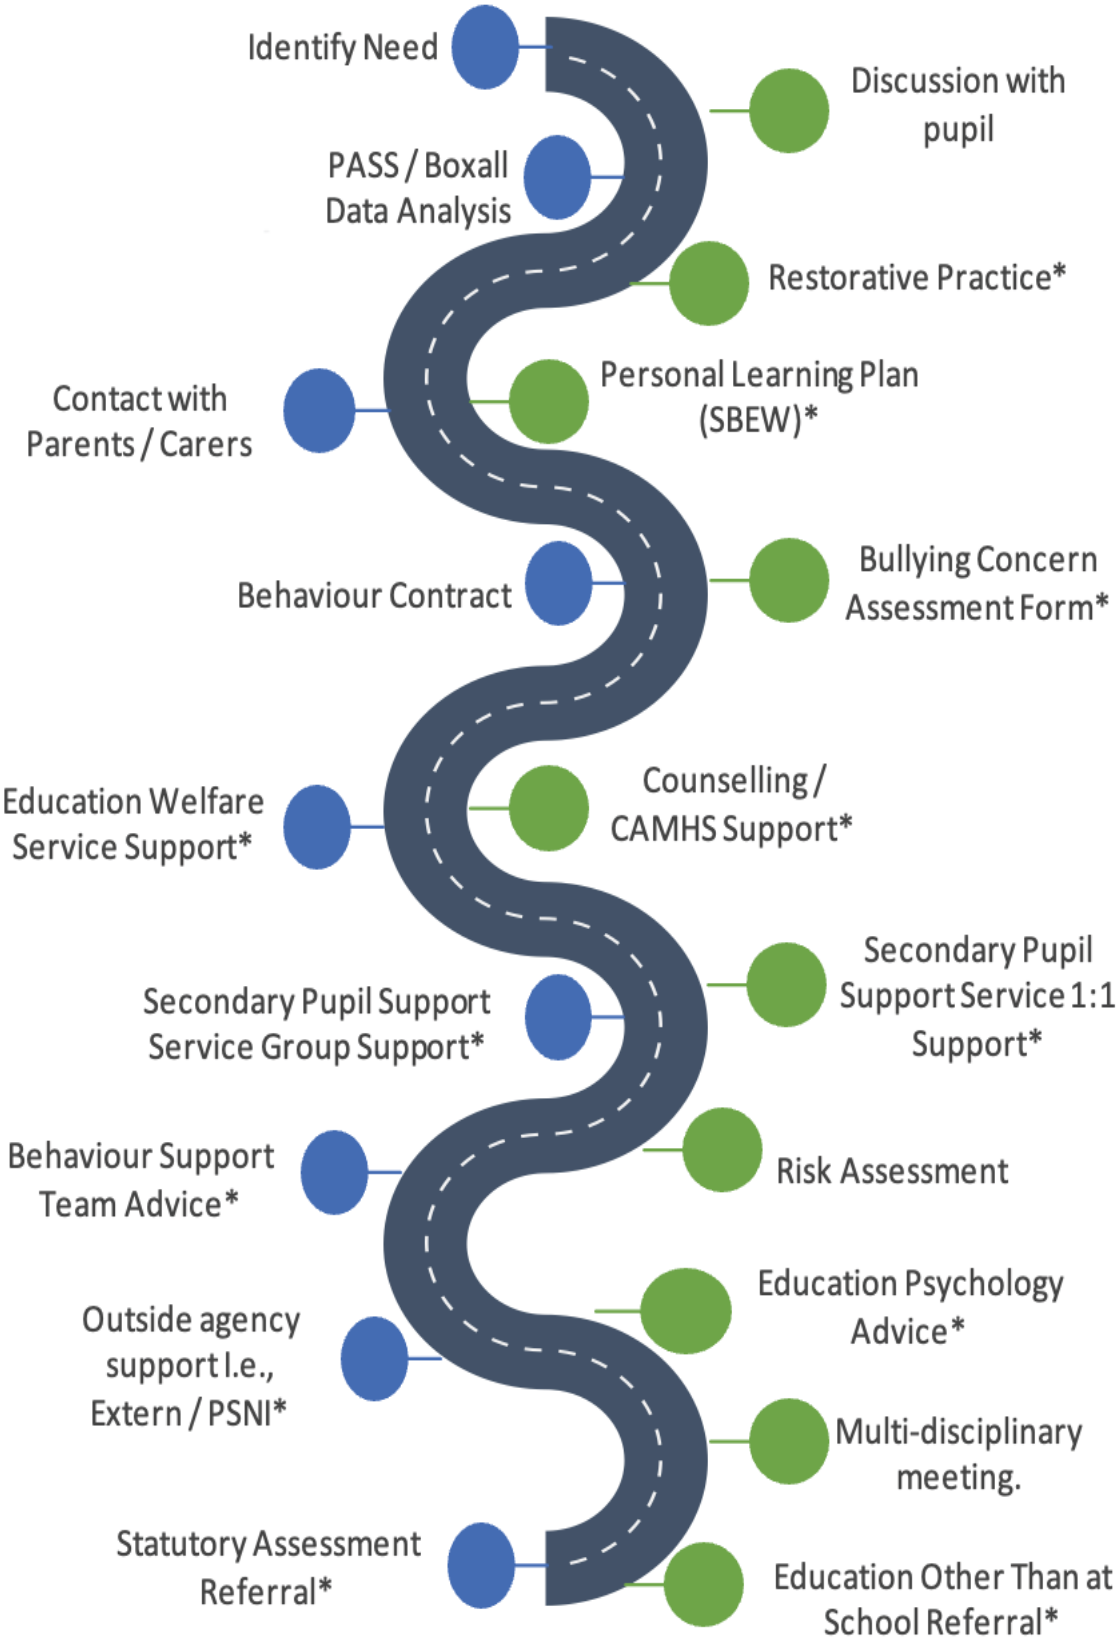 Identify Need
Discussion with
pupil
PASS / Boxall
Data Analysis
Restorative Practice*
Personal Learning Plan
(SBEW)*
Contact with
Parents / Carers
Bullying Concern
Assessment Form*
Behaviour Contract
Counselling /
CAMHS Support*
Education Welfare
Service Support*
Secondary Pupil
Support Service 1:1
Support*
Secondary Pupil Support
Service Group Support*
Behaviour Support
Team Advice*
Risk Assessment
Education Psychology
Advice*
Outside agency
support I.e.,
Extern / PSNI*
Multi-disciplinary
meeting.
Statutory Assessment
Referral*
Education Other Than at
School Referral*